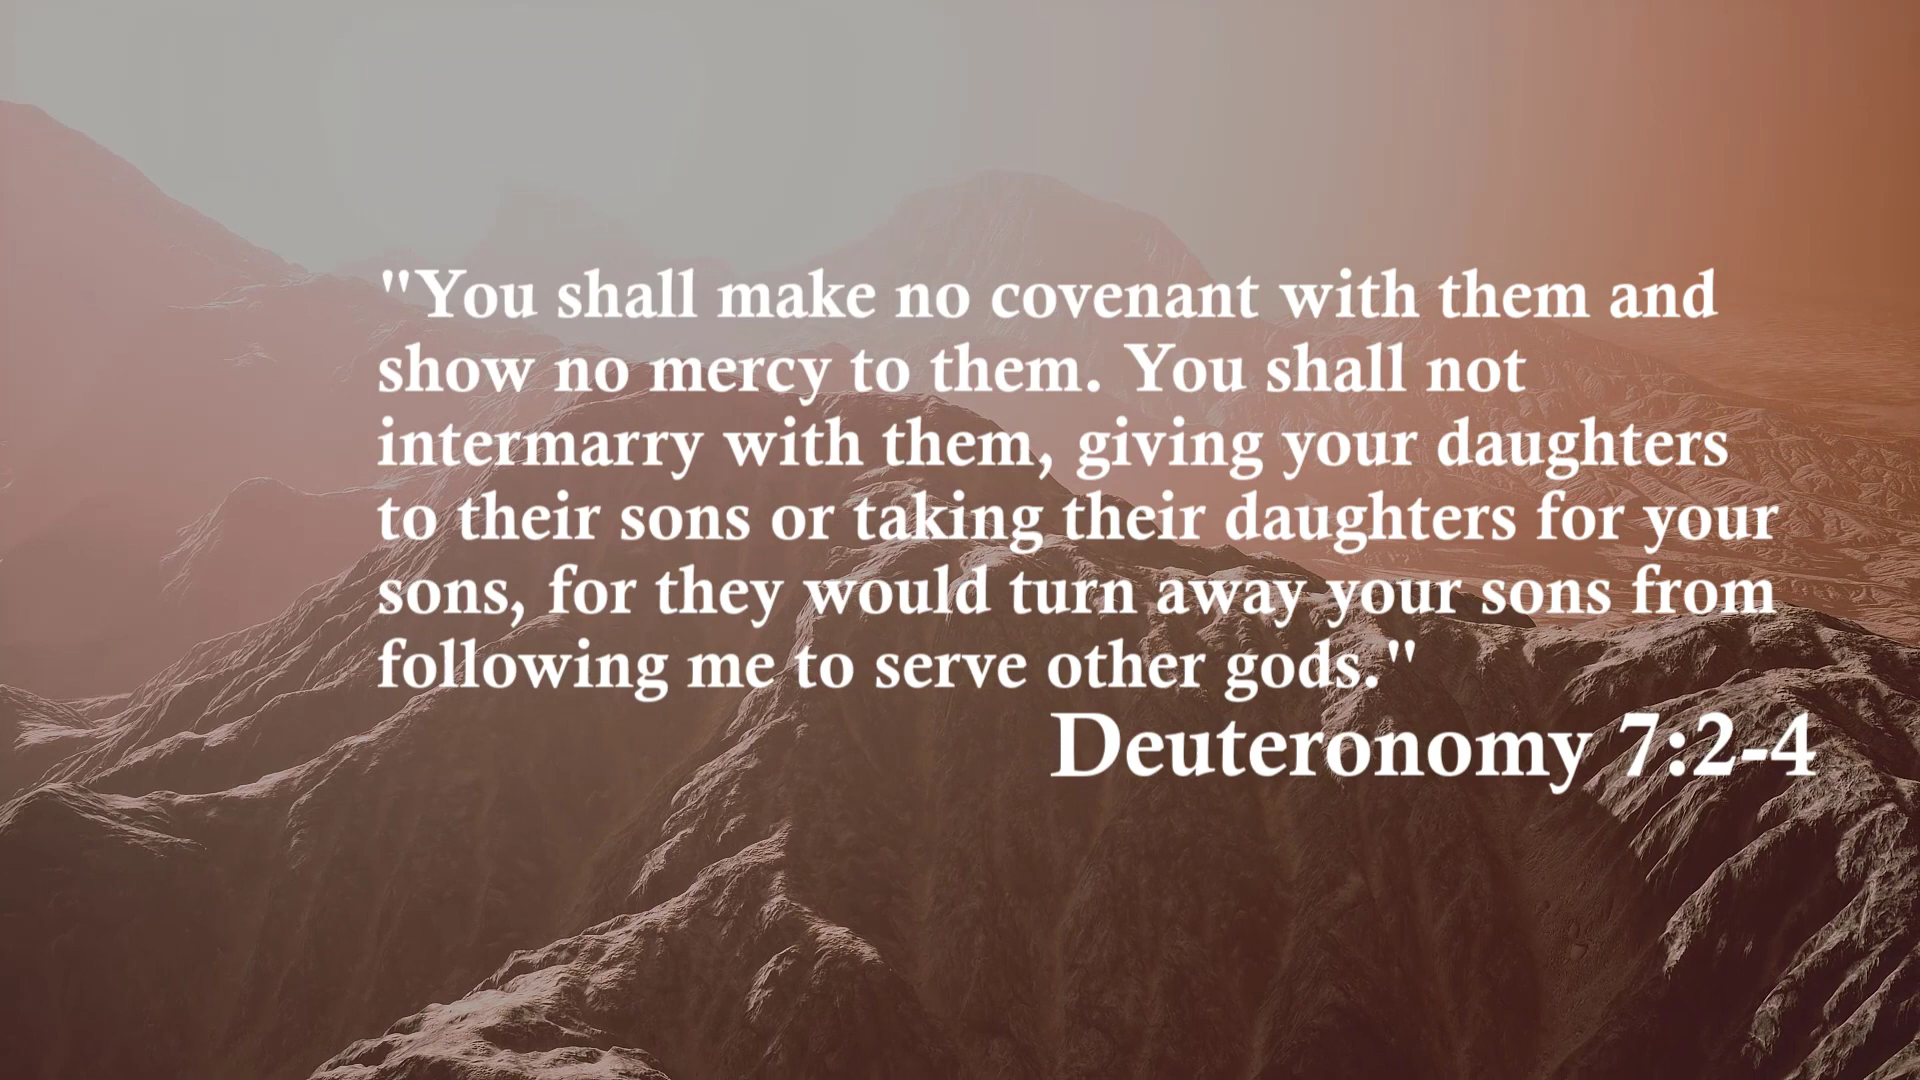 "You shall make no covenant with them and
show no mercy to them. You shall not
intermarry with them, giving your daughters
to their sons or taking their daughters for your
sons, for they would turn away your sons from
following me to serve other gods."
Deuteronomy 7:2-4